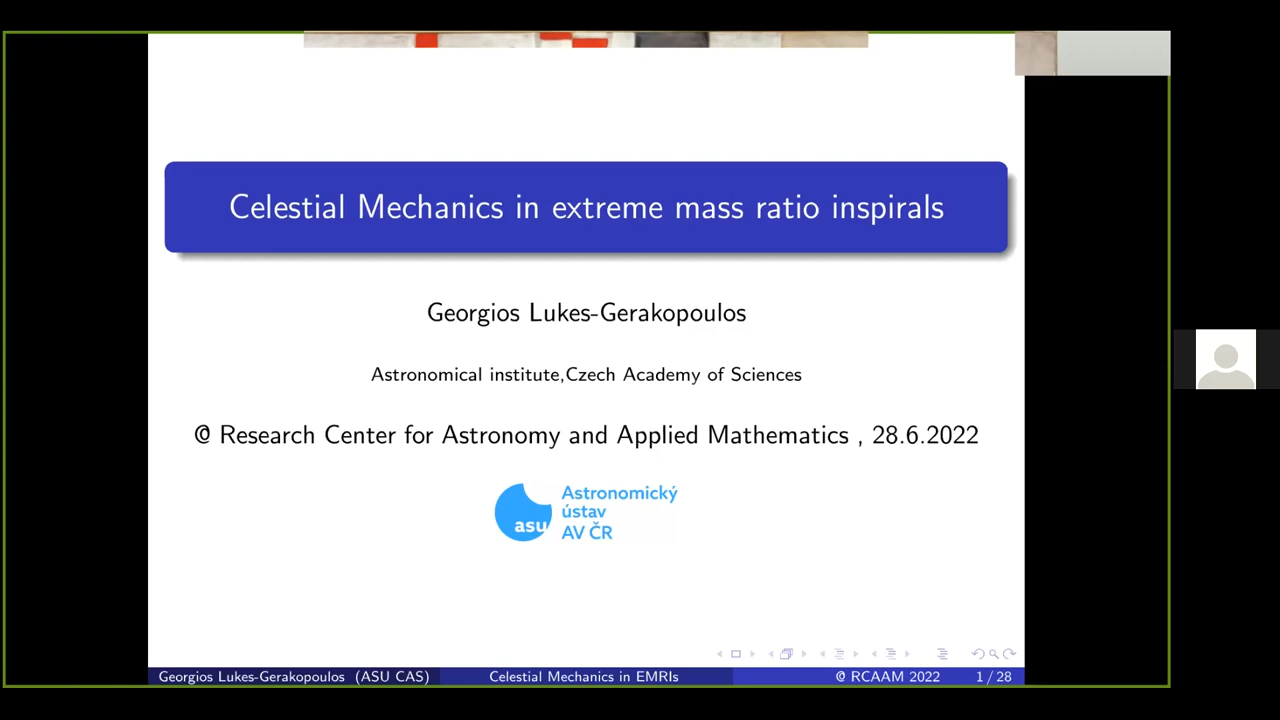 Celestial Mechanics in extreme mass ratio inspirals
Georgios Lukes-Gerakopoulos
Astronomical institute,Czech Academy of Sciences
@ Research Center for Astronomy and Applied Mathematics , 28.6.2022
asu
Astronomický
ústav
AV ČR
Georgios Lukes-Gerakopoulos (ASU CAS) Celestial Mechanics in EMRIs @ RCAAM 2022 1 / 28